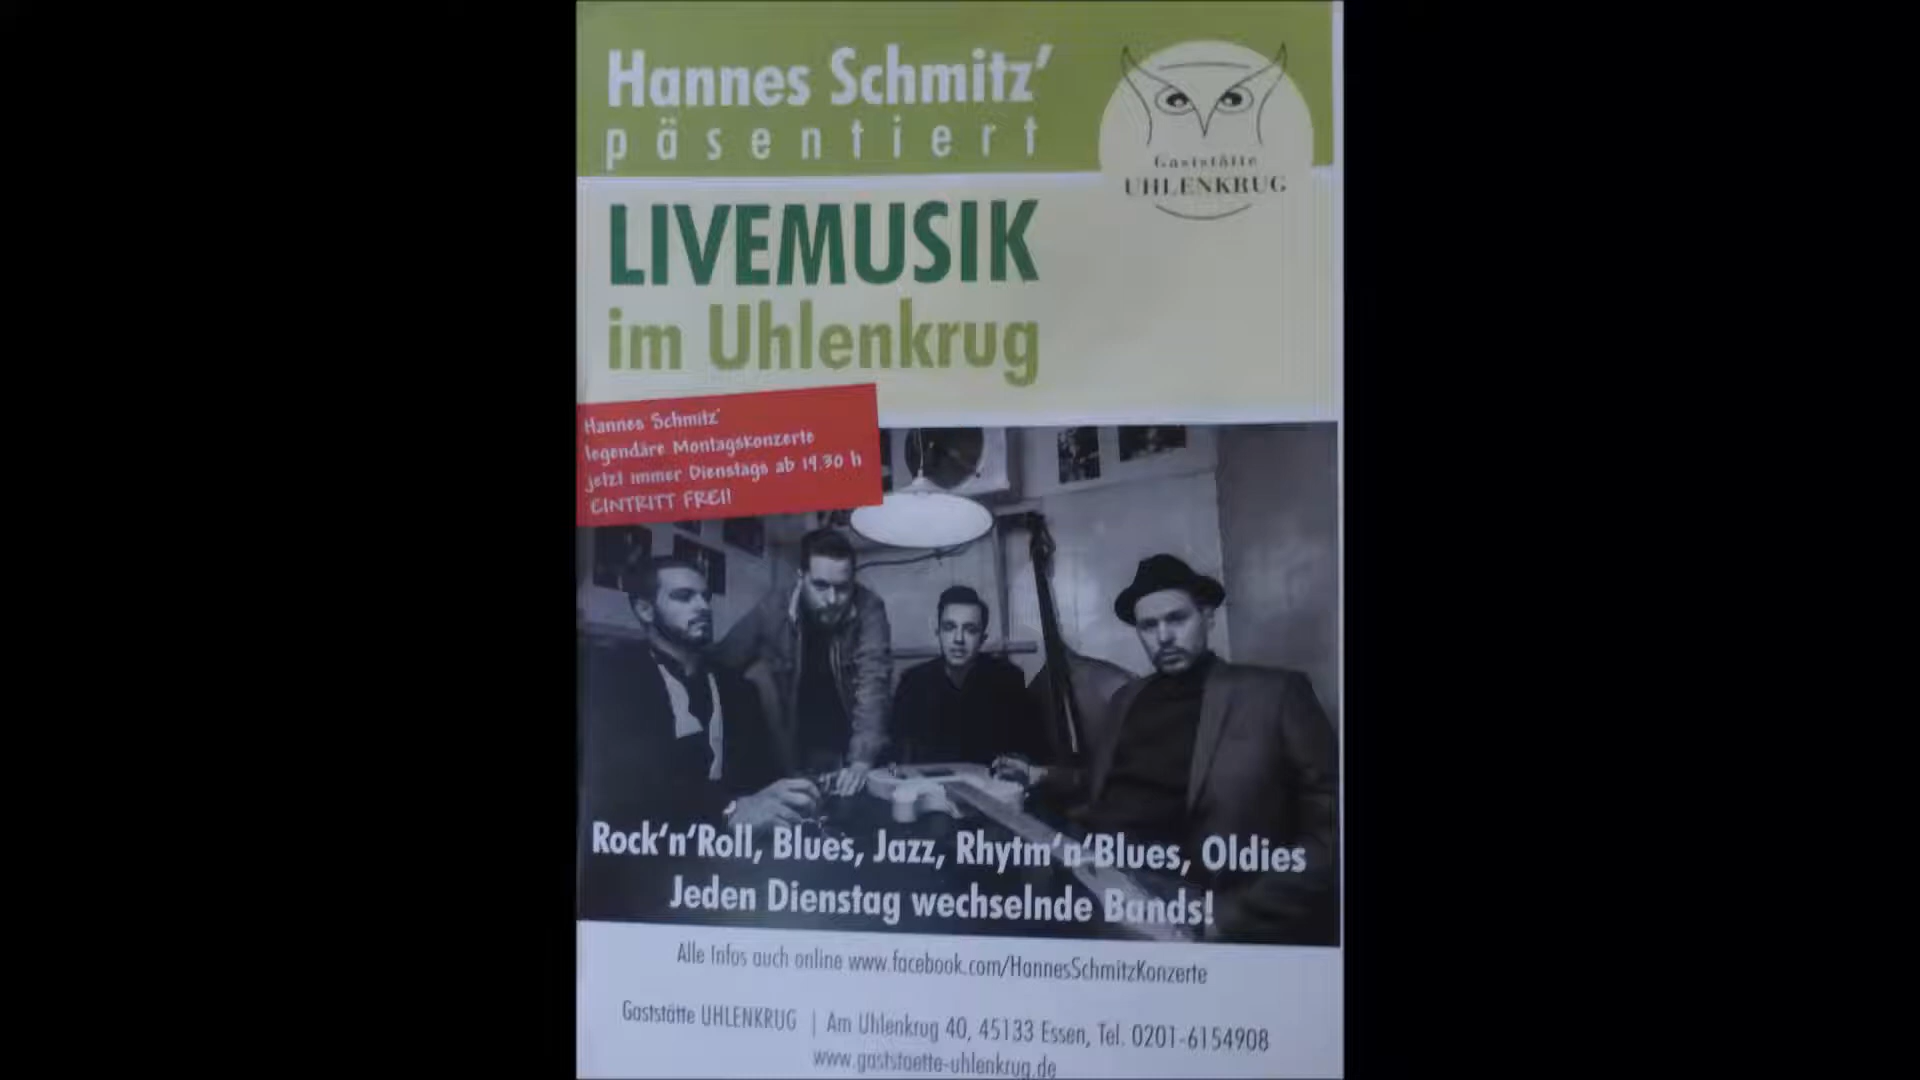 Hannes Schmitz'
päsentiert
Gaststätte
UHLENKRUG
LIVEMUSIK
im Uhlenkrug
Hannes Schmitz'
legendäre Montagskonzerte
jetzt immer Dienstags ab 19.30 h
EINTRITT FREI!
Rock'n'Roll, Blues, Jazz, Rhytm'n'Blues, Oldies
Jeden Dienstag wechselnde Bands!
Alle Infos auch online www.facebook.com/HannesSchmitzKonzerte
Gaststätte UHLENKRUG | Am Uhlenkrug 40, 45133 Essen, Tel. 0201-6154908
www.gaststaette-uhlenkrug.de